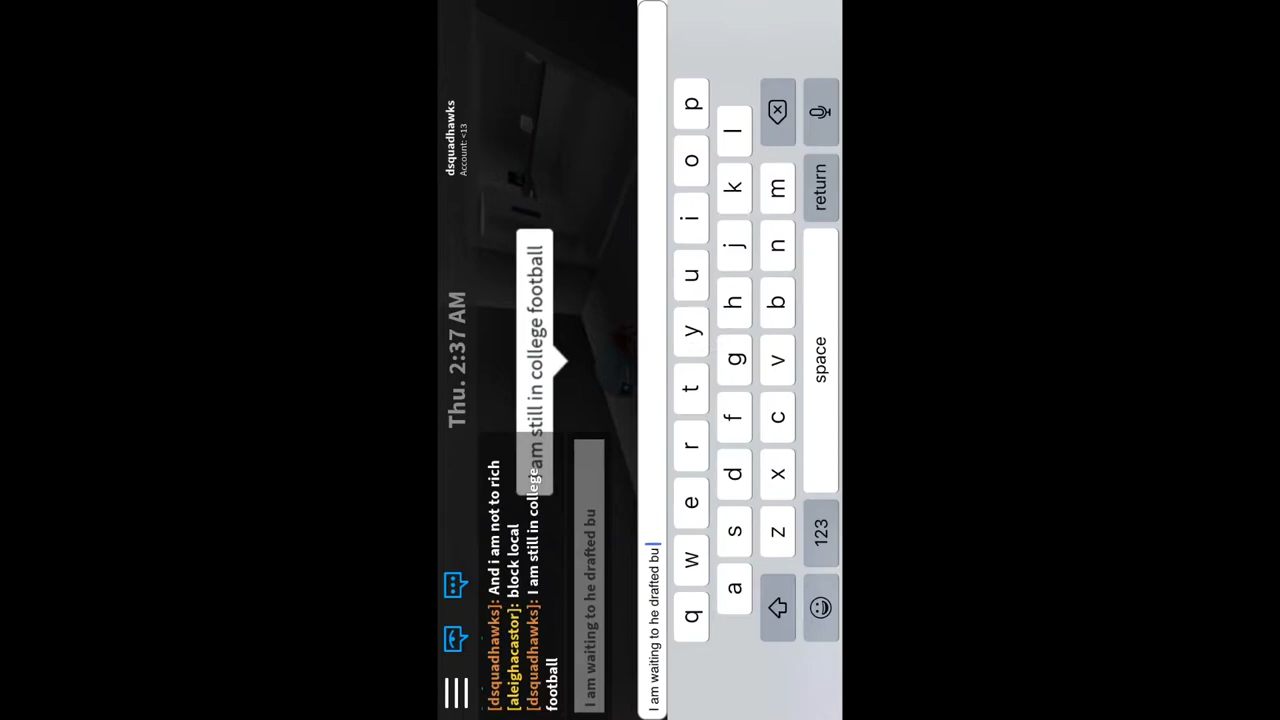 dsquadhawks
Account: <13
Thu. 2:37 AM
[dsquadhawks]: And i am not to rich
[aleighacastor]: block local
[dsquadhawks]: I am still in college
football
am still in college football
I am waiting to he drafted bu
I am waiting to he drafted bu
q w e r t y u i o p
a s d f g h j k l
z x c v b n m
123 space return